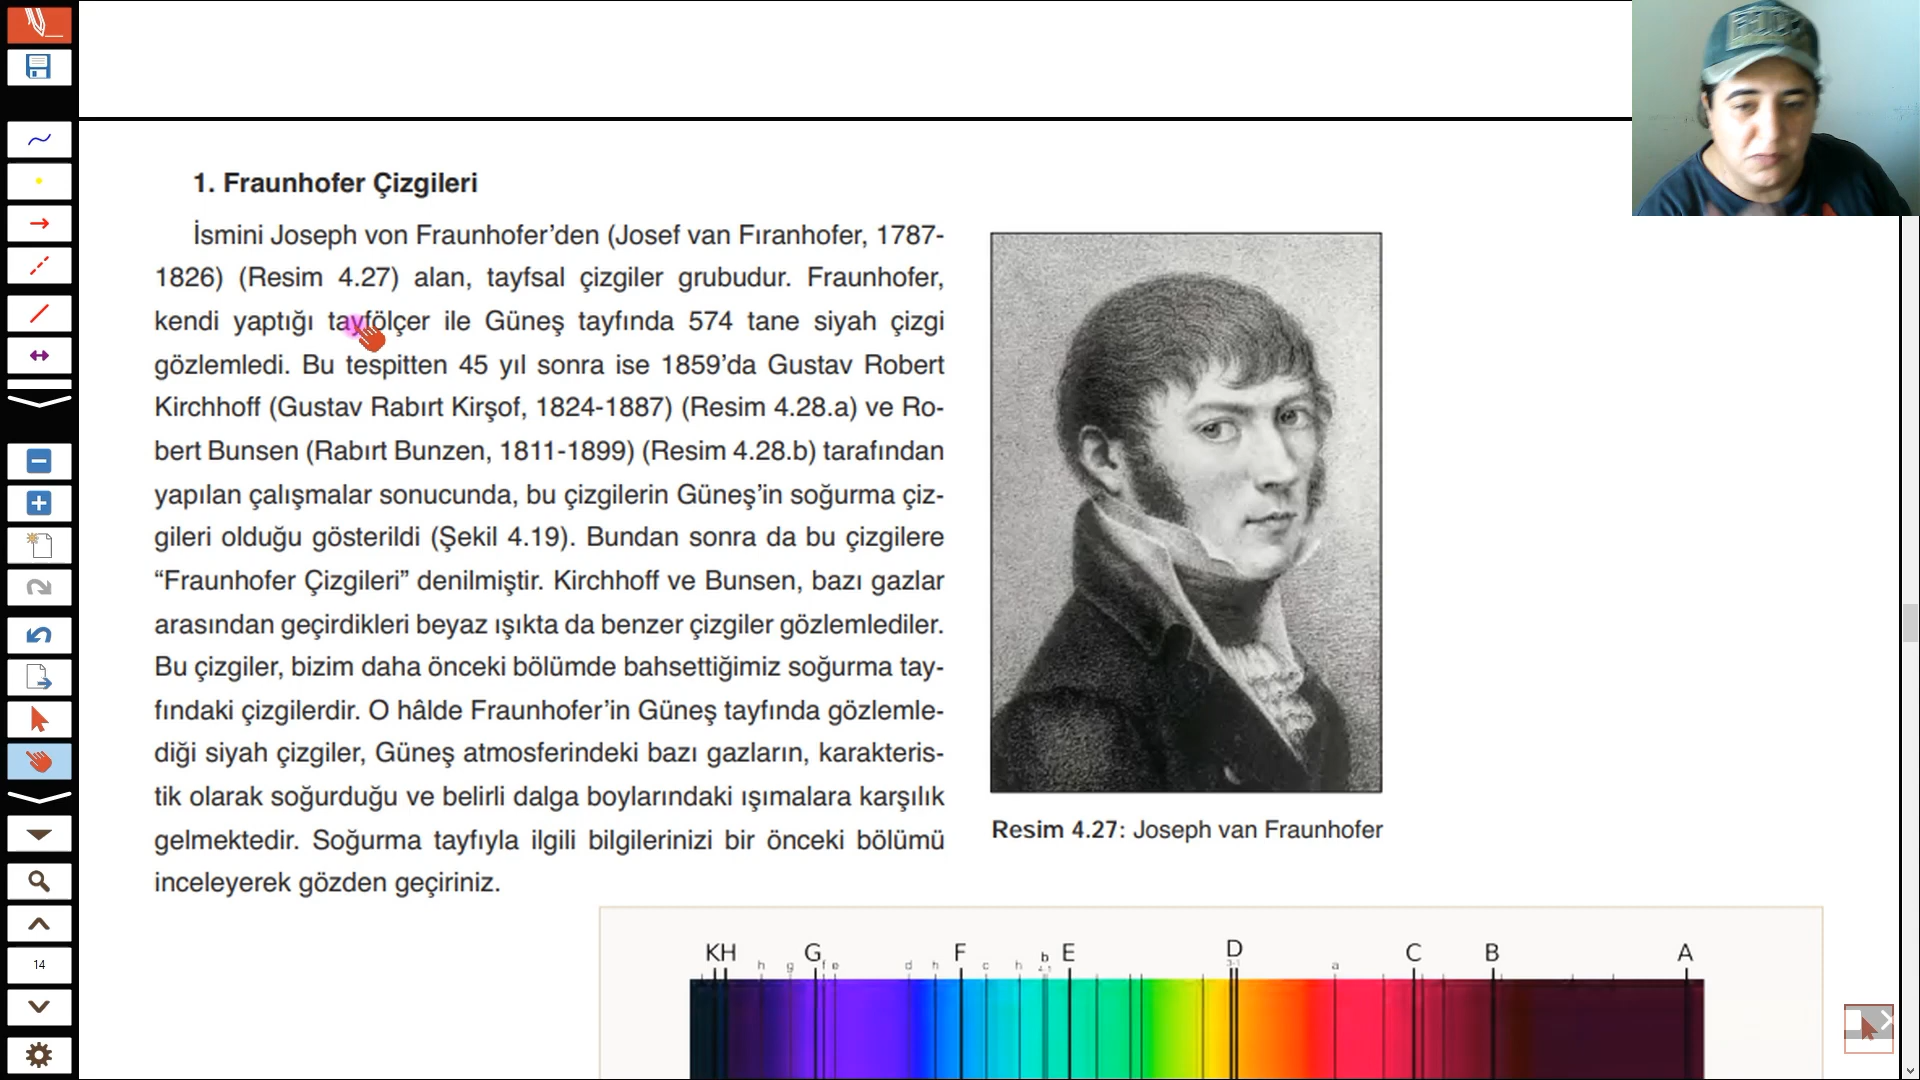 1. Fraunhofer Çizgileri
İsmini Joseph von Fraunhofer’den (Josef van Fıranhofer, 1787-
1826) (Resim 4.27) alan, tayfsal çizgiler grubudur. Fraunhofer,
kendi yaptığı tayfölçer ile Güneş tayfında 574 tane siyah çizgi
gözlemledi. Bu tespitten 45 yıl sonra ise 1859’da Gustav Robert
Kirchhoff (Gustav Rabırt Kirşof, 1824-1887) (Resim 4.28.a) ve Ro-
bert Bunsen (Rabırt Bunzen, 1811-1899) (Resim 4.28.b) tarafından
yapılan çalışmalar sonucunda, bu çizgilerin Güneş’in soğurma çiz-
gileri olduğu gösterildi (Şekil 4.19). Bundan sonra da bu çizgilere
“Fraunhofer Çizgileri” denilmiştir. Kirchhoff ve Bunsen, bazı gazlar
arasından geçirdikleri beyaz ışıkta da benzer çizgiler gözlemlediler.
Bu çizgiler, bizim daha önceki bölümde bahsettiğimiz soğurma tay-
fındaki çizgilerdir. O hâlde Fraunhofer’in Güneş tayfında gözlemle-
diği siyah çizgiler, Güneş atmosferindeki bazı gazların, karakteris-
tik olarak soğurduğu ve belirli dalga boylarındaki ışımalara karşılık
gelmektedir. Soğurma tayfıyla ilgili bilgilerinizi bir önceki bölümü
inceleyerek gözden geçiriniz.
Resim 4.27: Joseph van Fraunhofer
KH G F b E D C B A
h g f e d h c h a
14